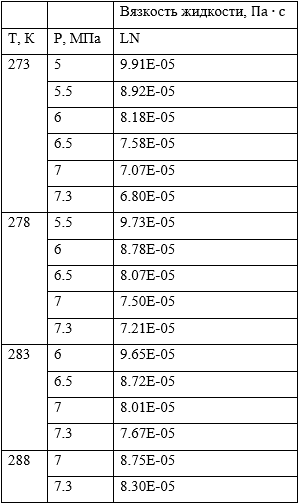 Вязкость жидкости, Па · с
Т, К P, МПа LN
273 5 9.91E-05
5.5 8.92E-05
6 8.18E-05
6.5 7.58E-05
7 7.07E-05
7.3 6.80E-05
278 5.5 9.73E-05
6 8.78E-05
6.5 8.07E-05
7 7.50E-05
7.3 7.21E-05
283 6 9.65E-05
6.5 8.72E-05
7 8.01E-05
7.3 7.67E-05
288 7 8.75E-05
7.3 8.30E-05